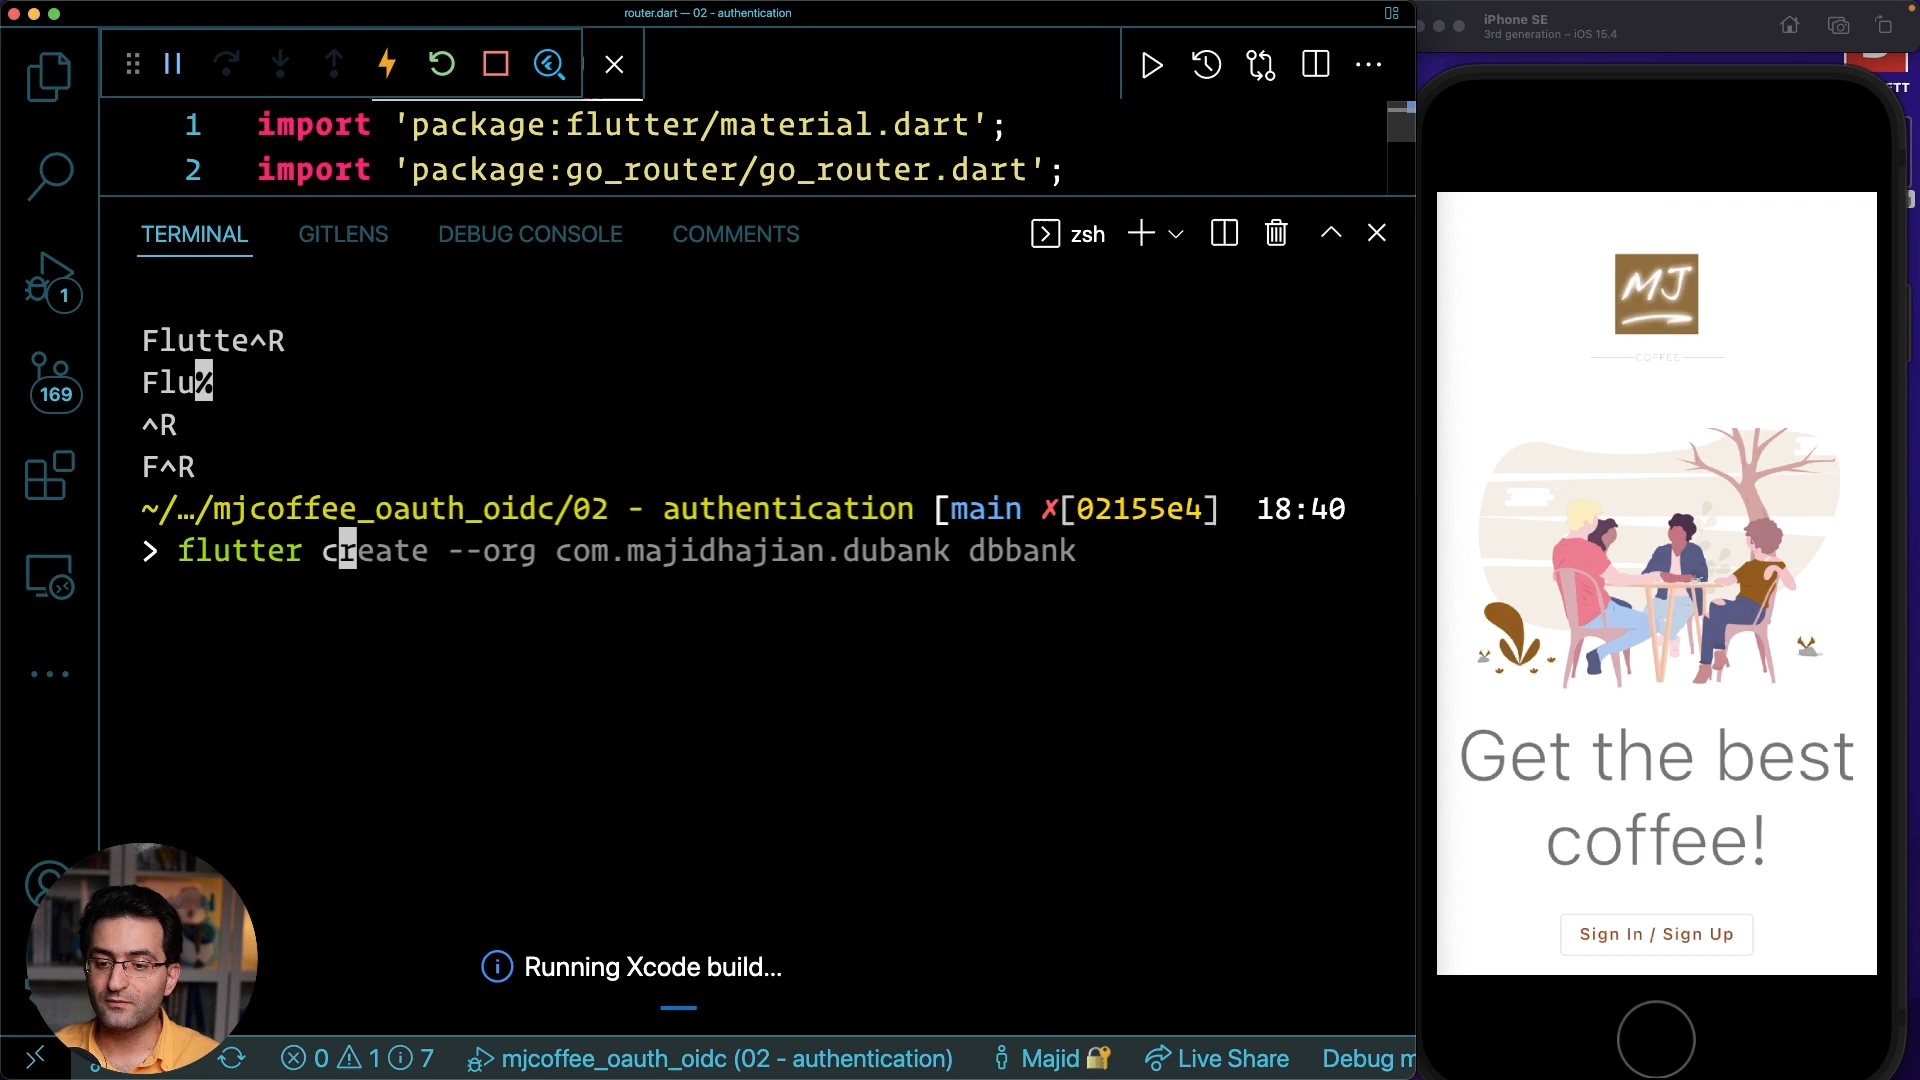 router.dart — 02 - authentication
1 import 'package:flutter/material.dart';
2 import 'package:go_router/go_router.dart';
TERMINAL GITLENS DEBUG CONSOLE COMMENTS
zsh
Flutte^R
Flu%
^R
F^R
~/…/mjcoffee_oauth_oidc/02 - authentication [main ✗[02155e4] 18:40
> flutter create --org com.majidhajian.dubank dbbank
1
169
Running Xcode build...
0 1 7 mjcoffee_oauth_oidc (02 - authentication) Majid 🔐 Live Share Debug m
iPhone SE
3rd generation – iOS 15.4
ETT
MJ
COFFEE
Get the best
coffee!
Sign In / Sign Up